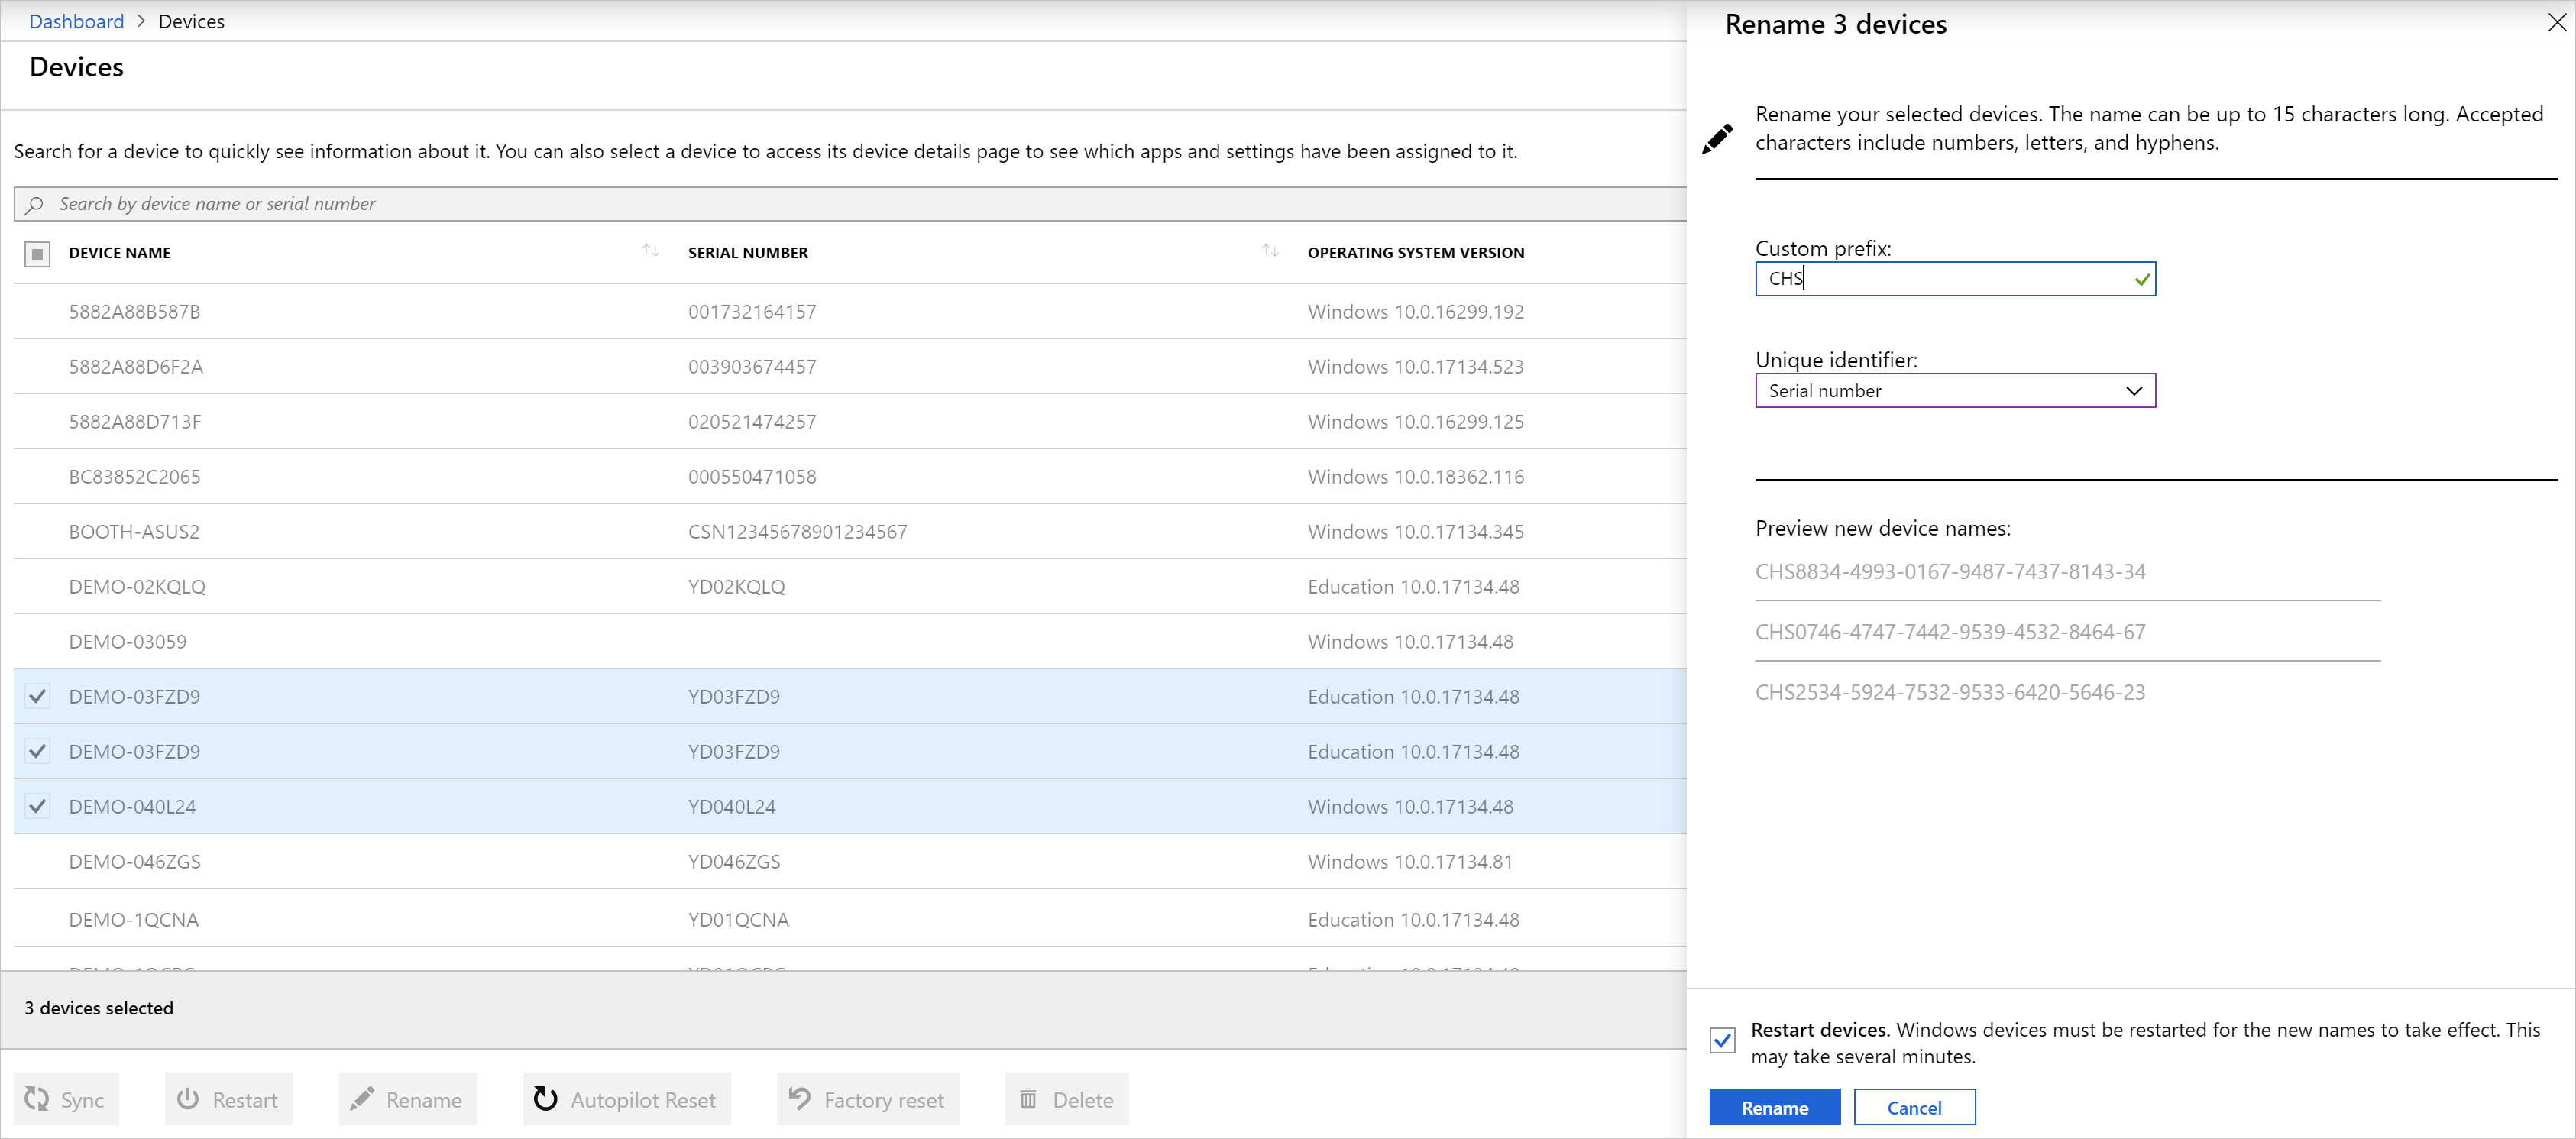 Dashboard > Devices
Devices
Search for a device to quickly see information about it. You can also select a device to access its device details page to see which apps and settings have been assigned to it.
Search by device name or serial number
DEVICE NAME SERIAL NUMBER OPERATING SYSTEM VERSION
5882A88B587B 001732164157 Windows 10.0.16299.192
5882A88D6F2A 003903674457 Windows 10.0.17134.523
5882A88D713F 020521474257 Windows 10.0.16299.125
BC83852C2065 000550471058 Windows 10.0.18362.116
BOOTH-ASUS2 CSN12345678901234567 Windows 10.0.17134.345
DEMO-02KQLQ YD02KQLQ Education 10.0.17134.48
DEMO-03059 Windows 10.0.17134.48
DEMO-03FZD9 YD03FZD9 Education 10.0.17134.48
DEMO-03FZD9 YD03FZD9 Education 10.0.17134.48
DEMO-040L24 YD040L24 Windows 10.0.17134.48
DEMO-046ZGS YD046ZGS Windows 10.0.17134.81
DEMO-1QCNA YD01QCNA Education 10.0.17134.48
3 devices selected
Sync Restart Rename Autopilot Reset Factory reset Delete
Rename 3 devices
Rename your selected devices. The name can be up to 15 characters long. Accepted
characters include numbers, letters, and hyphens.
Custom prefix:
CHS
Unique identifier:
Serial number
Preview new device names:
CHS8834-4993-0167-9487-7437-8143-34
CHS0746-4747-7442-9539-4532-8464-67
CHS2534-5924-7532-9533-6420-5646-23
Restart devices. Windows devices must be restarted for the new names to take effect. This
may take several minutes.
Rename Cancel